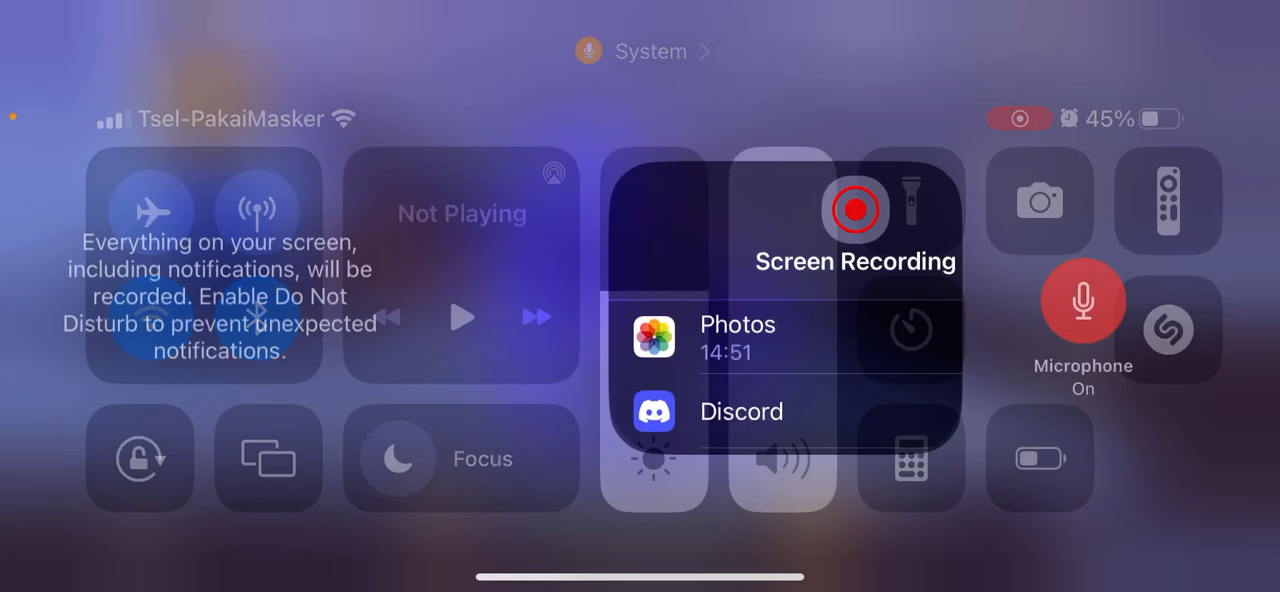 System
Tsel-PakaiMasker
45%
Not Playing
Everything on your screen,
including notifications, will be
recorded. Enable Do Not
Disturb to prevent unexpected
notifications.
Screen Recording
Photos
14:51
Discord
Microphone
On
Focus